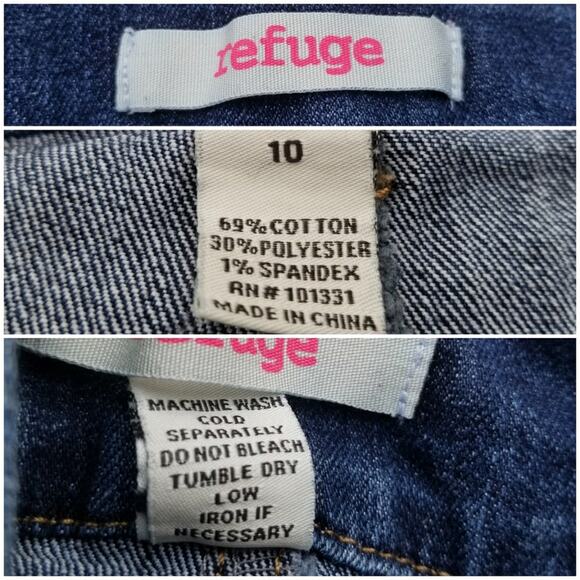 refuge
10
69% COTTON
30% POLYESTER
1% SPANDEX
RN# 101331
MADE IN CHINA
refuge
MACHINE WASH
COLD
SEPARATELY
DO NOT BLEACH
TUMBLE DRY
LOW
IRON IF
NECESSARY